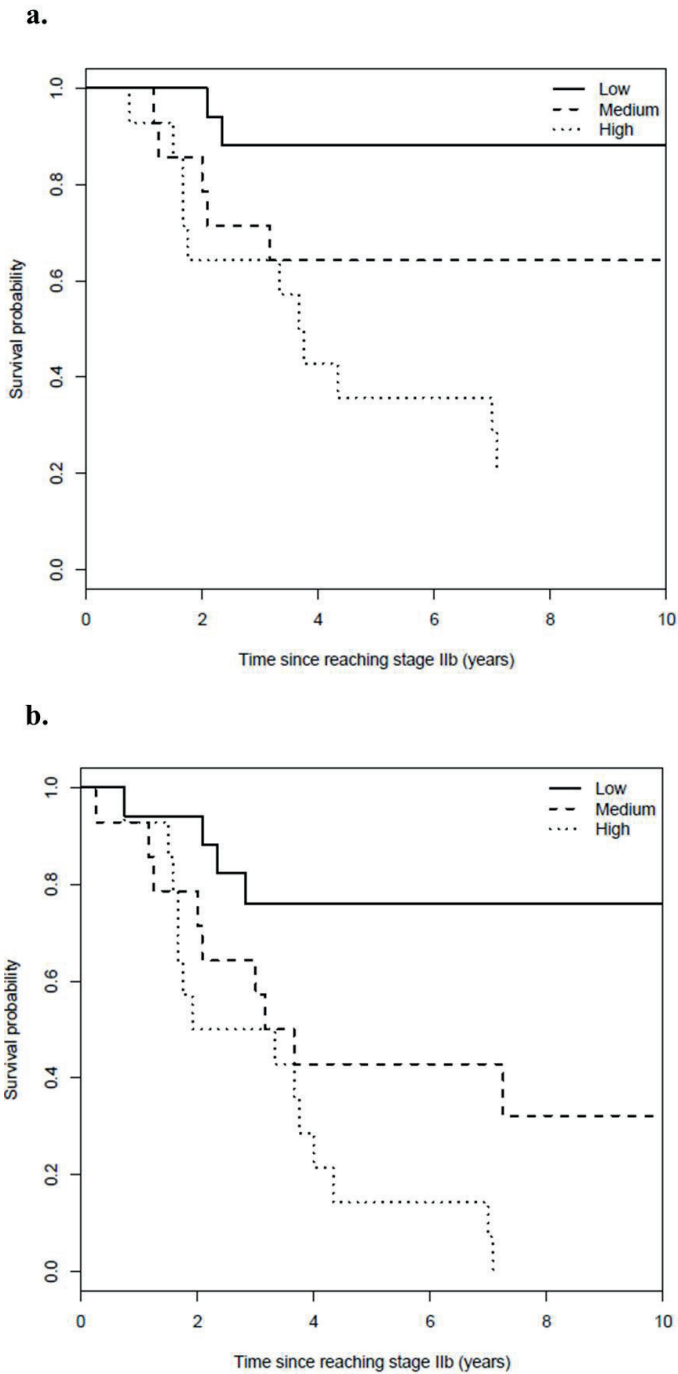 a.
Low
Medium
High
1.0
0.8
0.6
0.4
0.2
0.0
Survival probability
0 2 4 6 8 10
Time since reaching stage IIb (years)
b.
Low
Medium
High
1.0
0.8
0.6
0.4
0.2
0.0
Survival probability
0 2 4 6 8 10
Time since reaching stage IIb (years)